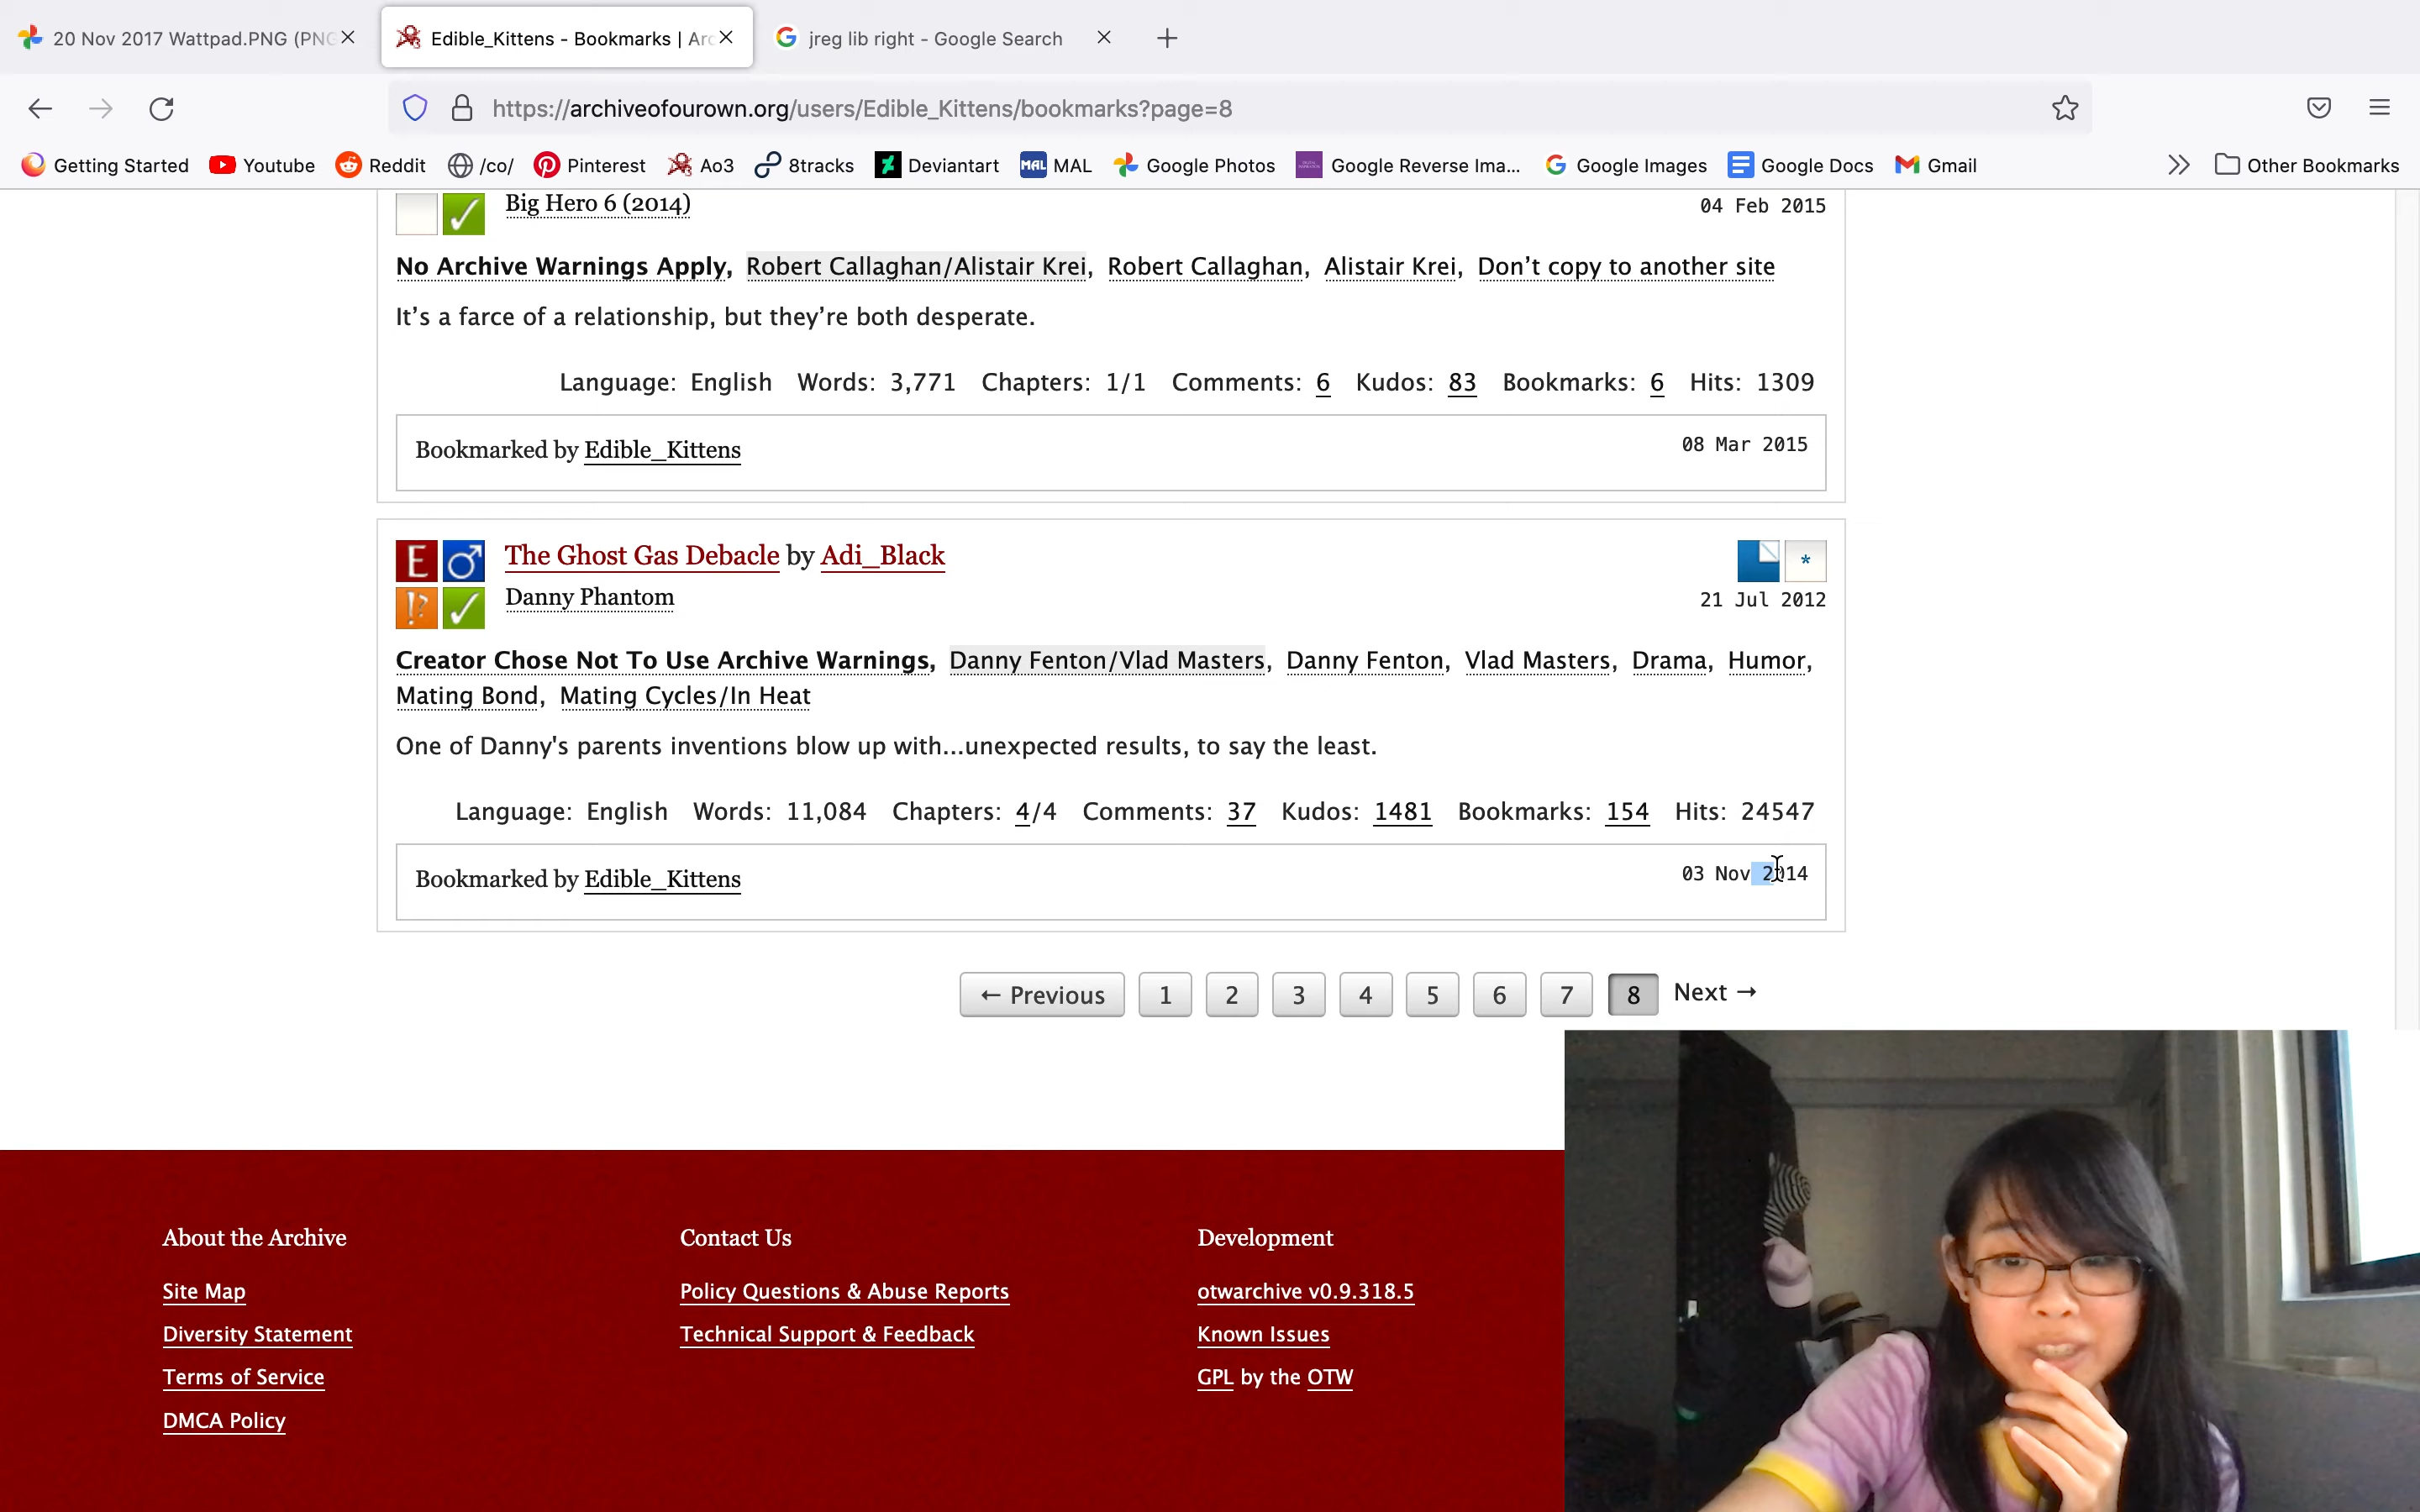 20 Nov 2017 Wattpad.PNG (PNG
Edible_Kittens - Bookmarks | Arc
jreg lib right - Google Search
https://archiveofourown.org/users/Edible_Kittens/bookmarks?page=8
Getting Started Youtube Reddit /co/ Pinterest Ao3 8tracks Deviantart MAL MAL Google Photos Google Reverse Ima... Google Images Google Docs Gmail Other Bookmarks
Big Hero 6 (2014) 04 Feb 2015
No Archive Warnings Apply, Robert Callaghan/Alistair Krei, Robert Callaghan, Alistair Krei, Don’t copy to another site
It’s a farce of a relationship, but they’re both desperate.
Language: English Words: 3,771 Chapters: 1/1 Comments: 6 Kudos: 83 Bookmarks: 6 Hits: 1309
Bookmarked by Edible_Kittens 08 Mar 2015
E The Ghost Gas Debacle by Adi_Black *
!? Danny Phantom 21 Jul 2012
Creator Chose Not To Use Archive Warnings, Danny Fenton/Vlad Masters, Danny Fenton, Vlad Masters, Drama, Humor,
Mating Bond, Mating Cycles/In Heat
One of Danny's parents inventions blow up with...unexpected results, to say the least.
Language: English Words: 11,084 Chapters: 4/4 Comments: 37 Kudos: 1481 Bookmarks: 154 Hits: 24547
Bookmarked by Edible_Kittens 03 Nov 2014
← Previous 1 2 3 4 5 6 7 8 Next →
About the Archive
Site Map
Diversity Statement
Terms of Service
DMCA Policy
Contact Us
Policy Questions & Abuse Reports
Technical Support & Feedback
Development
otwarchive v0.9.318.5
Known Issues
GPL by the OTW